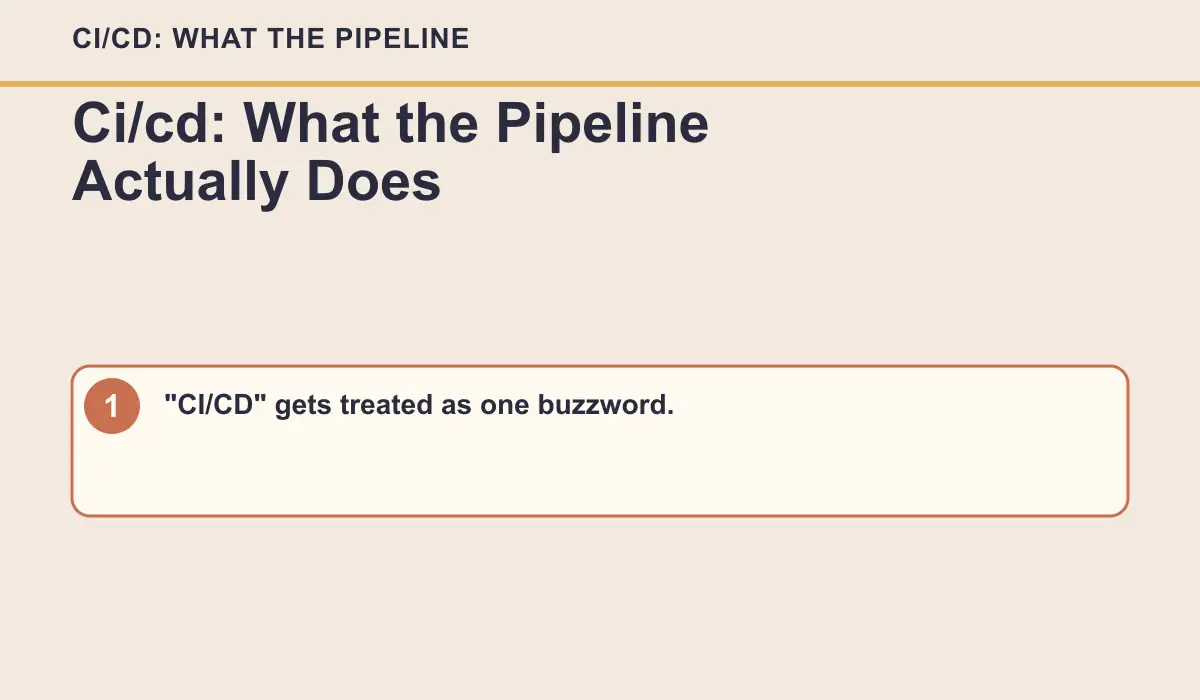 CI/CD: WHAT THE PIPELINE
Ci/cd: What the Pipeline
Actually Does
1
"CI/CD" gets treated as one buzzword.